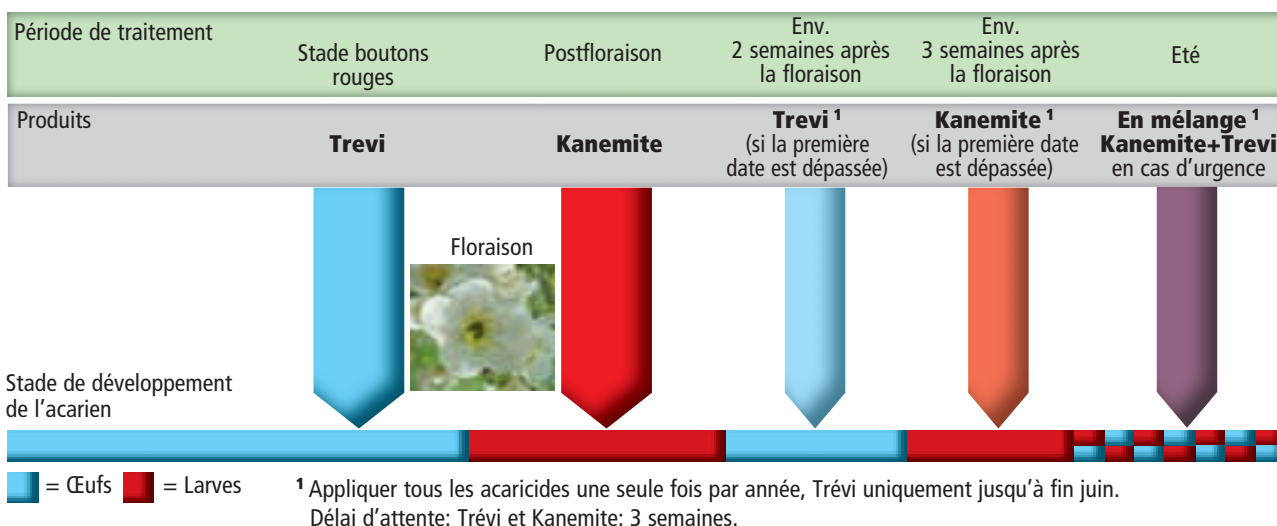 Période de traitement
Stade boutons
rouges
Postfloraison
Env.
2 semaines après
la floraison
Env.
3 semaines après
la floraison
Eté
Produits
Trevi
Kanemite
Trevi ¹
(si la première
date est dépassée)
Kanemite ¹
(si la première date
est dépassée)
En mélange ¹
Kanemite+Trevi
en cas d'urgence
Floraison
Stade de développement
de l'acarien
= Œufs
= Larves
¹ Appliquer tous les acaricides une seule fois par année, Trévi uniquement jusqu'à fin juin.
Délai d'attente: Trévi et Kanemite: 3 semaines.